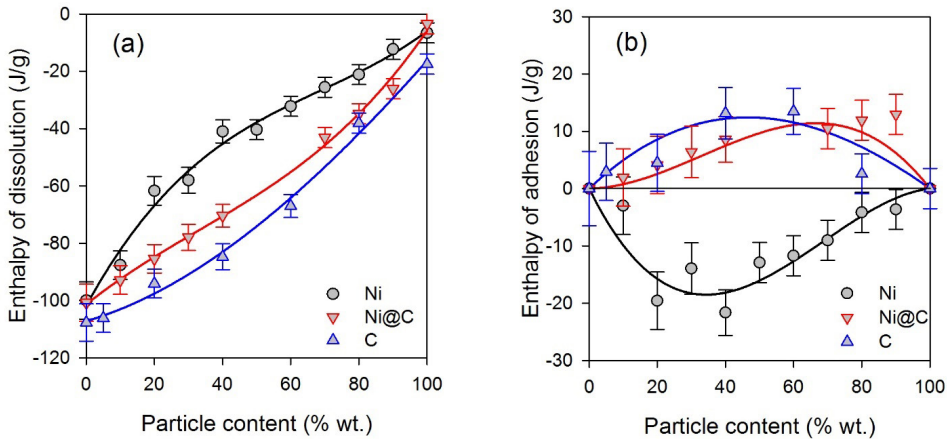 (a)
Enthalpy of dissolution (J/g)
0
-20
-40
-60
-80
-100
-120
Ni
Ni@C
C
0 20 40 60 80 100
Particle content (% wt.)
(b)
Enthalpy of adhesion (J/g)
30
20
10
0
-10
-20
-30
Ni
Ni@C
C
0 20 40 60 80 100
Particle content (% wt.)